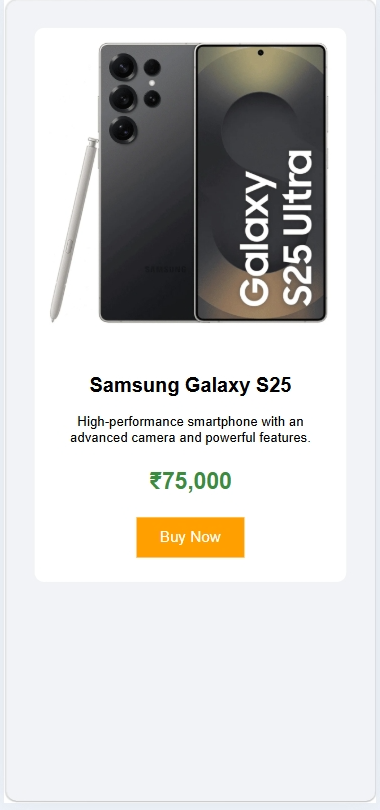 Galaxy
S25 Ultra
SAMSUNG
Samsung Galaxy S25
High-performance smartphone with an
advanced camera and powerful features.
₹75,000
Buy Now